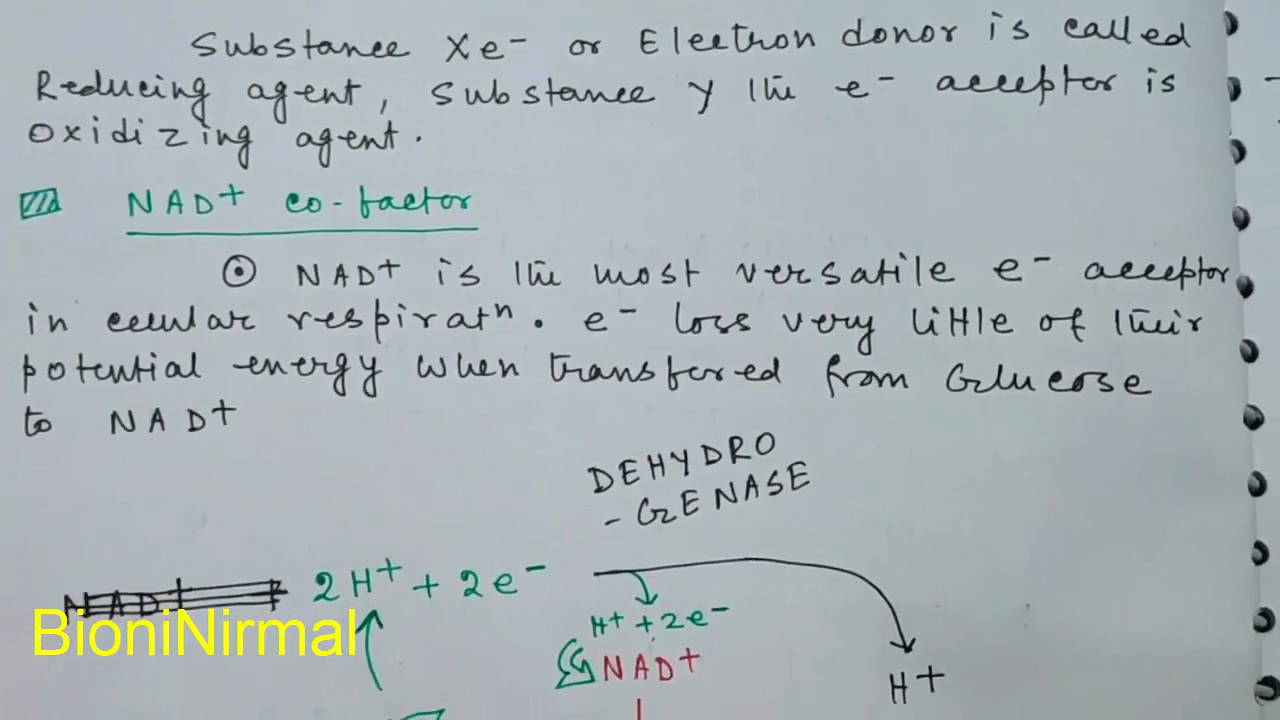 Substance Xe⁻ or Electron donor is called
Reducing agent, substance y the e⁻ acceptor is
oxidizing agent.
NAD⁺ co-factor
NAD⁺ is the most versatile e⁻ acceptor
in cellular respiratⁿ. e⁻ loss very little of their
potential energy when transfered from Glucose
to NAD⁺
DEHYDRO
- GENASE
NAD⁺
2H⁺ + 2e⁻
H⁺ + 2e⁻
NAD⁺
H⁺
BioniNirmal